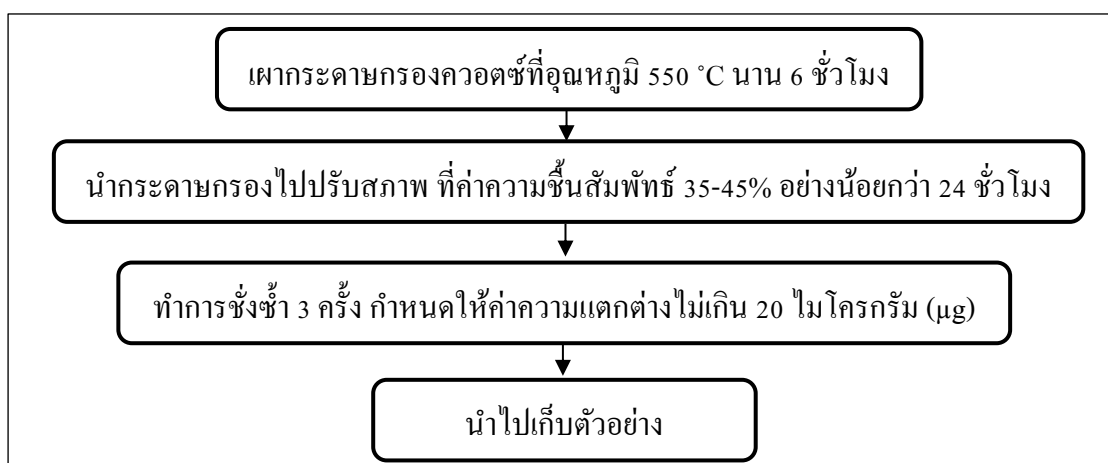 เผากระดาษกรองควอตซ์ที่อุณหภูมิ 550 °C นาน 6 ชั่วโมง
นำกระดาษกรองไปปรับสภาพ ที่ค่าความชื้นสัมพัทธ์ 35-45% อย่างน้อยกว่า 24 ชั่วโมง
ทำการชั่งซ้ำ 3 ครั้ง กำหนดให้ค่าความแตกต่างไม่เกิน 20 ไมโครกรัม (µg)
นำไปเก็บตัวอย่าง